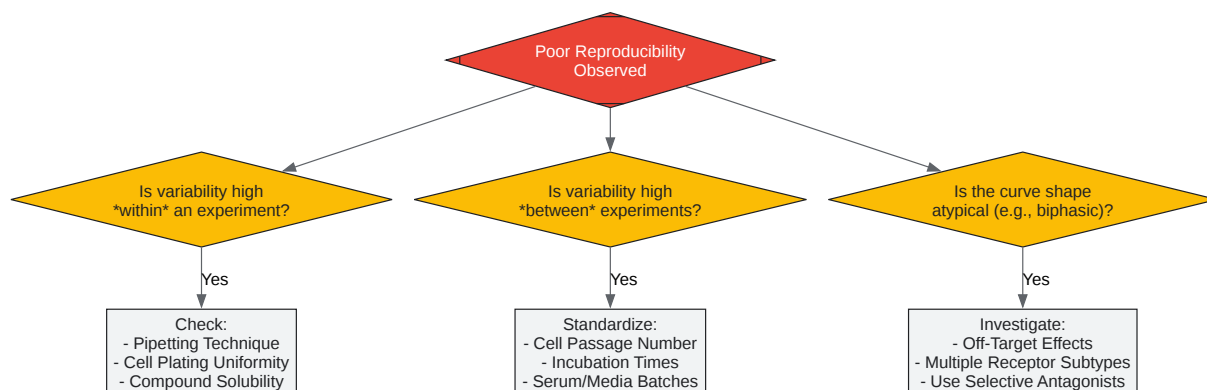 Poor Reproducibility
Observed
Is variability high
*within* an experiment?
Is variability high
*between* experiments?
Is the curve shape
atypical (e.g., biphasic)?
Yes
Yes
Yes
Check:
- Pipetting Technique
- Cell Plating Uniformity
- Compound Solubility
Standardize:
- Cell Passage Number
- Incubation Times
- Serum/Media Batches
Investigate:
- Off-Target Effects
- Multiple Receptor Subtypes
- Use Selective Antagonists